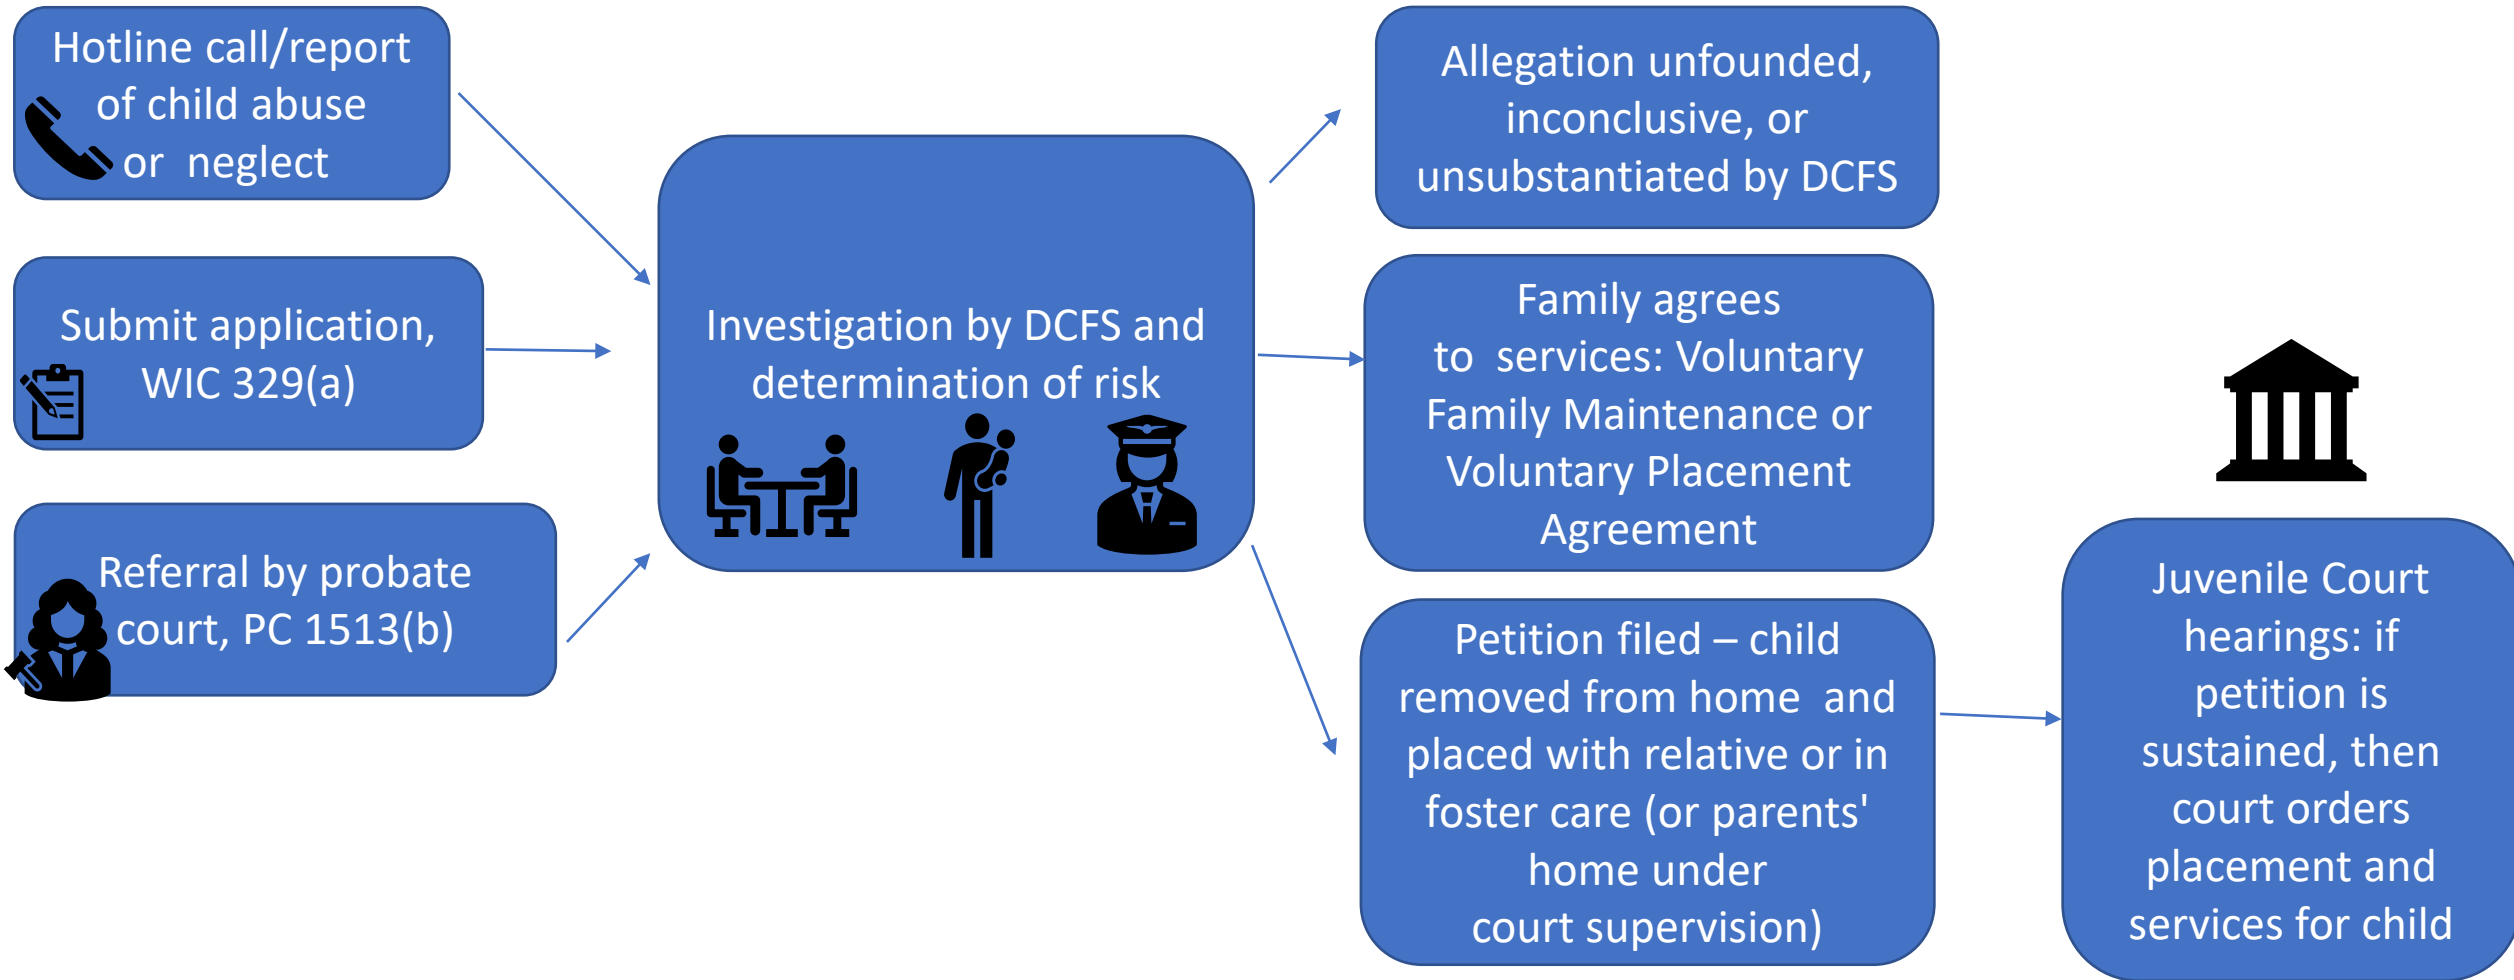 Hotline call/report
of child abuse
or  neglect
Submit application,
WIC 329(a)
Referral by probate
court, PC 1513(b)
Investigation by DCFS and
determination of risk
Allegation unfounded,
inconclusive, or
unsubstantiated by DCFS
Family agrees
to  services: Voluntary
Family Maintenance or
Voluntary Placement
Agreement
Petition filed – child
removed from home  and
placed with relative or in
foster care (or parents'
home under
court supervision)
Juvenile Court
hearings: if
petition is
sustained, then
court orders
placement and
services for child